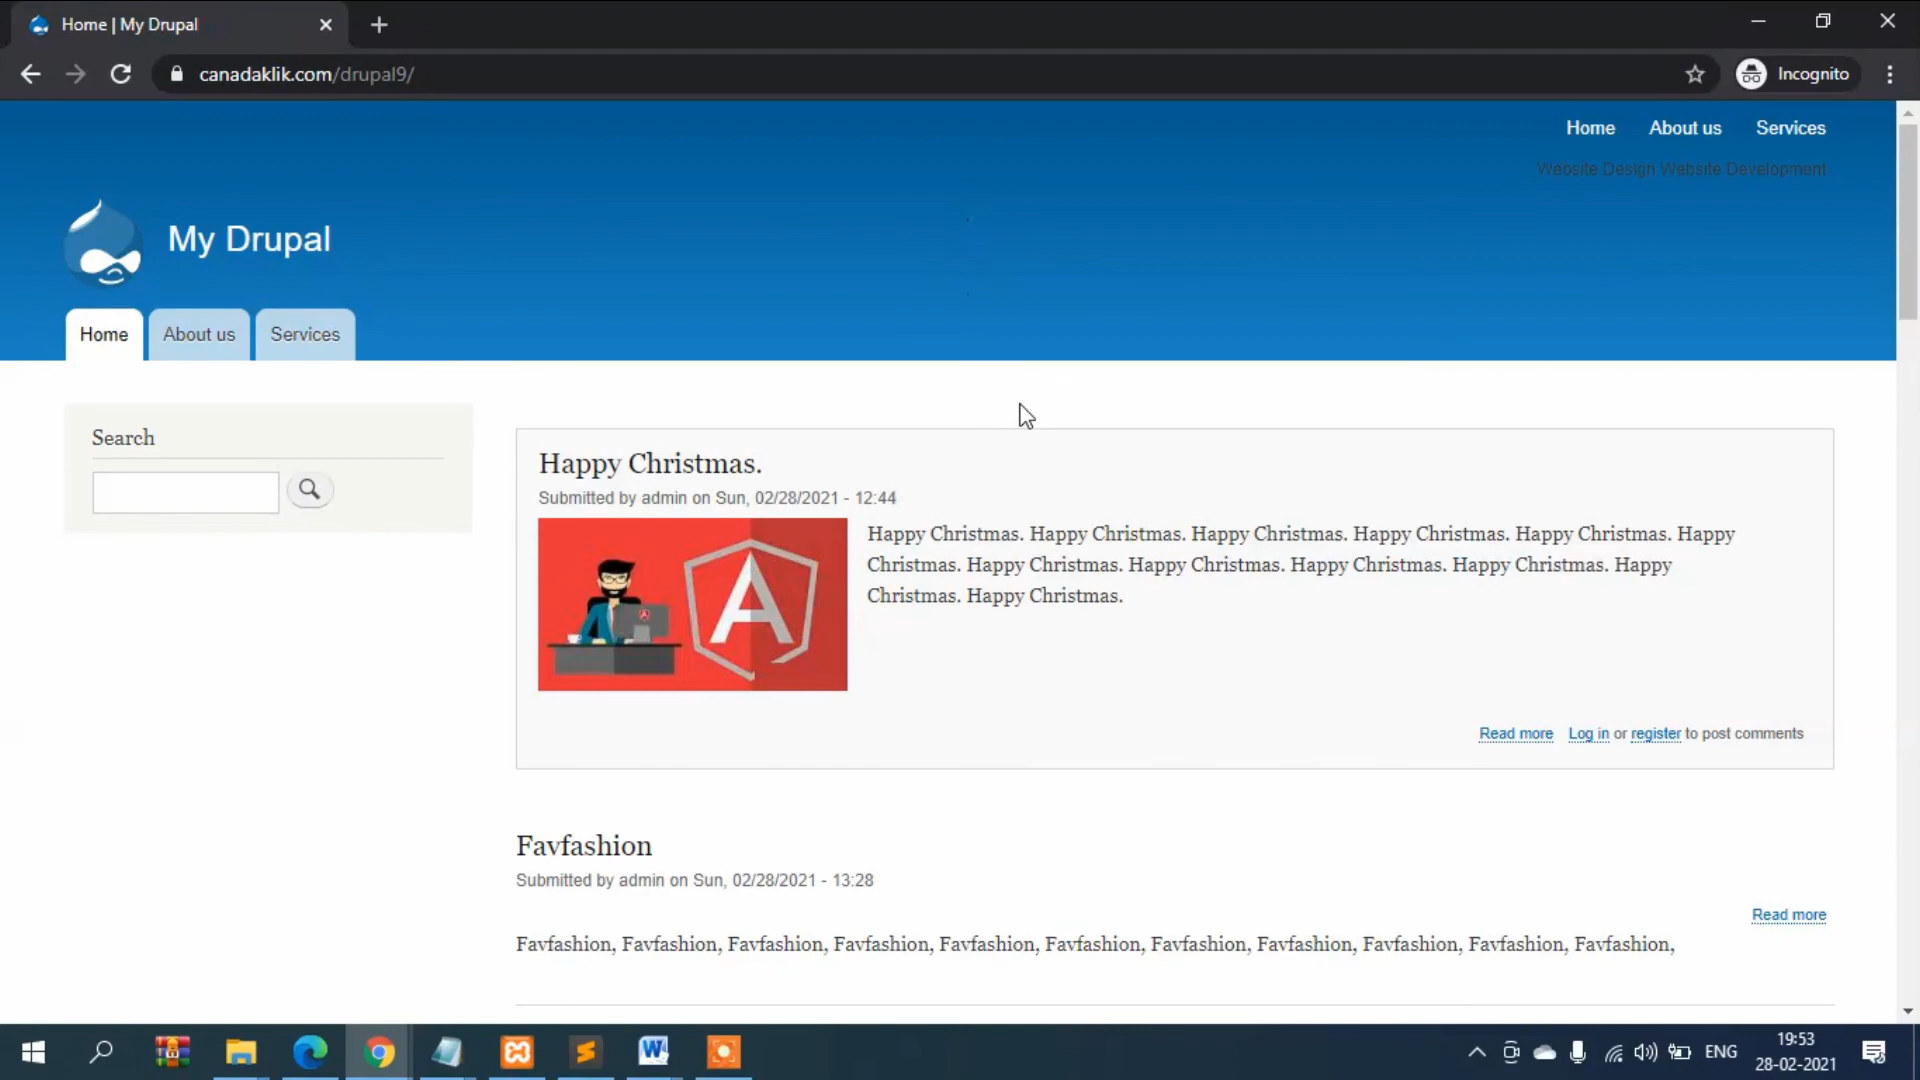 Home | My Drupal
canadaklik.com/drupal9/
Incognito
Home About us Services
Website Design Website Development
My Drupal
Home About us Services
Search
Happy Christmas.
Submitted by admin on Sun, 02/28/2021 - 12:44
Happy Christmas. Happy Christmas. Happy Christmas. Happy Christmas. Happy Christmas. Happy
Christmas. Happy Christmas. Happy Christmas. Happy Christmas. Happy Christmas. Happy
Christmas. Happy Christmas.
A
Read more Log in or register to post comments
Favfashion
Submitted by admin on Sun, 02/28/2021 - 13:28
Read more
Favfashion, Favfashion, Favfashion, Favfashion, Favfashion, Favfashion, Favfashion, Favfashion, Favfashion, Favfashion, Favfashion,
ENG
19:53
28-02-2021